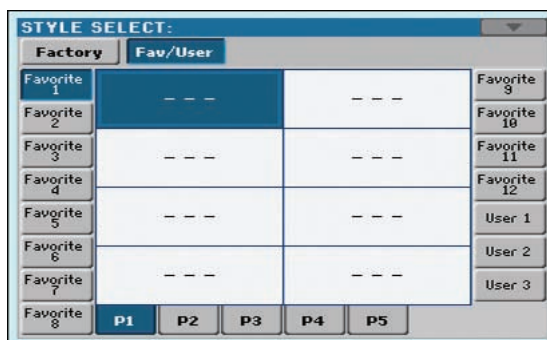 STYLE SELECT:
Factory Fav/User
Favorite 1
Favorite 2
Favorite 3
Favorite 4
Favorite 5
Favorite 6
Favorite 7
Favorite 8
--- ---
--- ---
--- ---
--- ---
Favorite 9
Favorite 10
Favorite 11
Favorite 12
User 1
User 2
User 3
P1 P2 P3 P4 P5